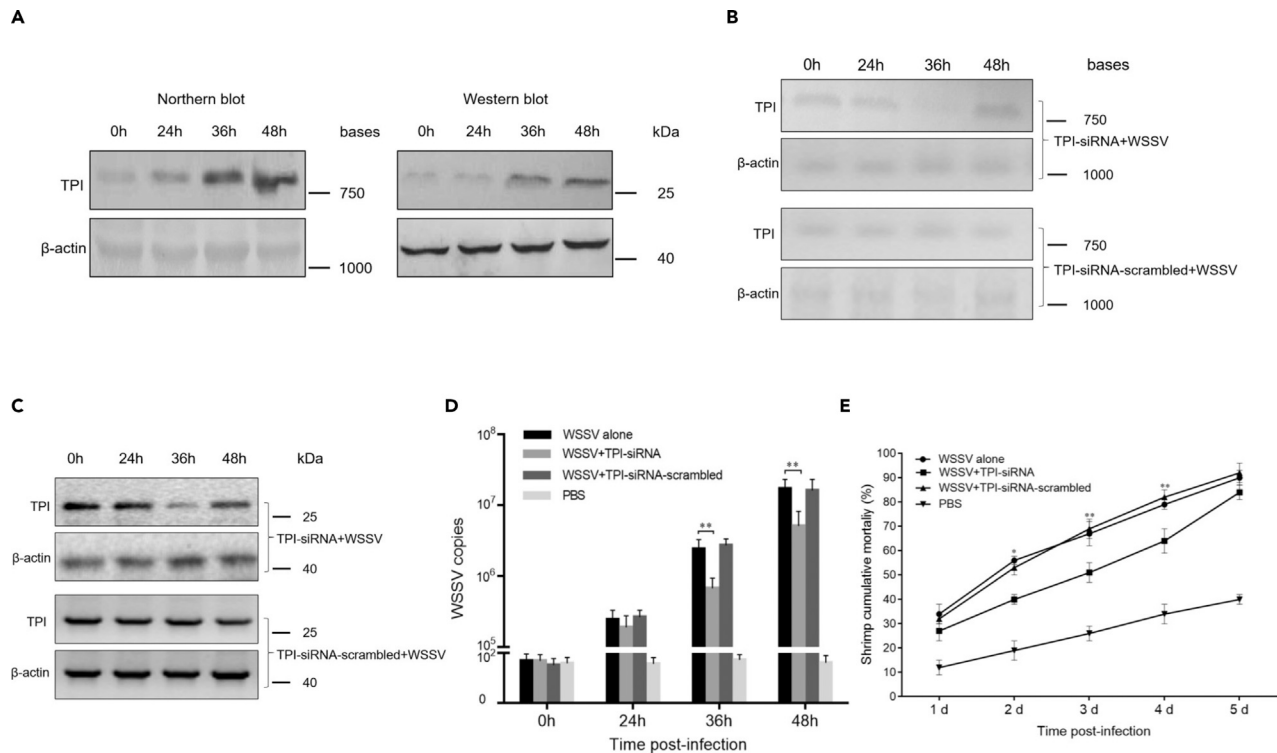 A
Northern blot
0h 24h 36h 48h bases
TPI
750
β-actin
1000
Western blot
0h 24h 36h 48h kDa
25
40
B
0h 24h 36h 48h bases
TPI
750
TPI-siRNA+WSSV
β-actin
1000
TPI
750
TPI-siRNA-scrambled+WSSV
β-actin
1000
C
0h 24h 36h 48h kDa
TPI
25
TPI-siRNA+WSSV
β-actin
40
TPI
25
TPI-siRNA-scrambled+WSSV
β-actin
40
D
WSSV copies
10⁸
10⁷
10⁶
10⁵
10²
0
WSSV alone
WSSV+TPI-siRNA
WSSV+TPI-siRNA-scrambled
PBS
**
**
0h 24h 36h 48h
Time post-infection
E
Shrimp cumulative mortaliy (%)
100
90
80
70
60
50
40
30
20
10
0
WSSV alone
WSSV+TPI-siRNA
WSSV+TPI-siRNA-scrambled
PBS
*
**
**
1 d 2 d 3 d 4 d 5 d
Time post-infection